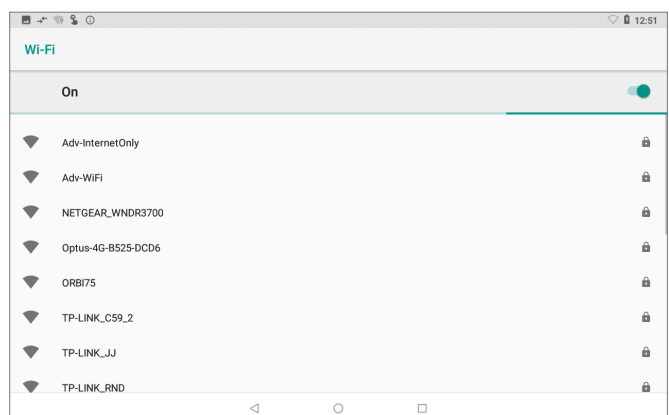 12:51
Wi-Fi
On
Adv-InternetOnly
Adv-WiFi
NETGEAR_WNDR3700
Optus-4G-B525-DCD6
ORBI75
TP-LINK_C59_2
TP-LINK_JJ
TP-LINK_RND